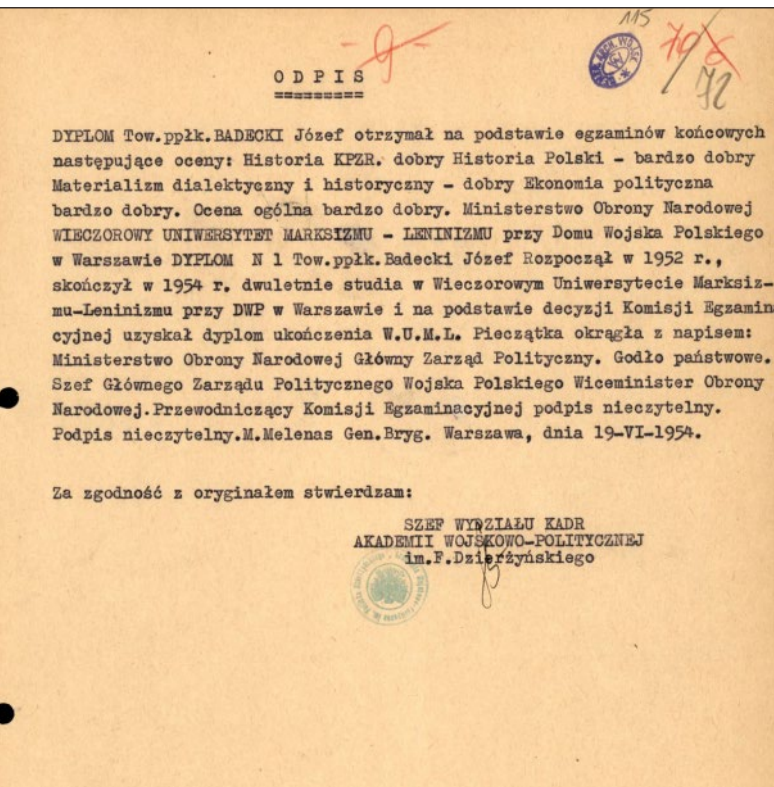 115
- 9 -
72
O D P I S
=========
DYPLOM Tow.ppłk.BADECKI Józef otrzymał na podstawie egzaminów końcowych
następujące oceny: Historia KPZR. dobry Historia Polski - bardzo dobry
Materializm dialektyczny i historyczny - dobry Ekonomia polityczna
bardzo dobry. Ocena ogólna bardzo dobry. Ministerstwo Obrony Narodowej
WIECZOROWY UNIWERSYTET MARKSIZMU - LENINIZMU przy Domu Wojska Polskiego
w Warszawie DYPLOM N 1 Tow.ppłk.Badecki Józef Rozpoczął w 1952 r.,
skończył w 1954 r. dwuletnie studia w Wieczorowym Uniwersytecie Marksiz-
mu-Leninizmu przy DWP w Warszawie i na podstawie decyzji Komisji Egzamin
cyjnej uzyskał dyplom ukończenia W.U.M.L. Pieczątka okrągła z napisem:
Ministerstwo Obrony Narodowej Główny Zarząd Polityczny. Godło państwowe.
Szef Głównego Zarządu Politycznego Wojska Polskiego Wiceminister Obrony
Narodowej.Przewodniczący Komisji Egzaminacyjnej podpis nieczytelny.
Podpis nieczytelny.M.Melenas Gen.Bryg. Warszawa, dnia 19-VI-1954.
Za zgodność z oryginałem stwierdzam:
SZEF WYDZIAŁU KADR
AKADEMII WOJSKOWO-POLITYCZNEJ
im.F.Dzierżyńskiego